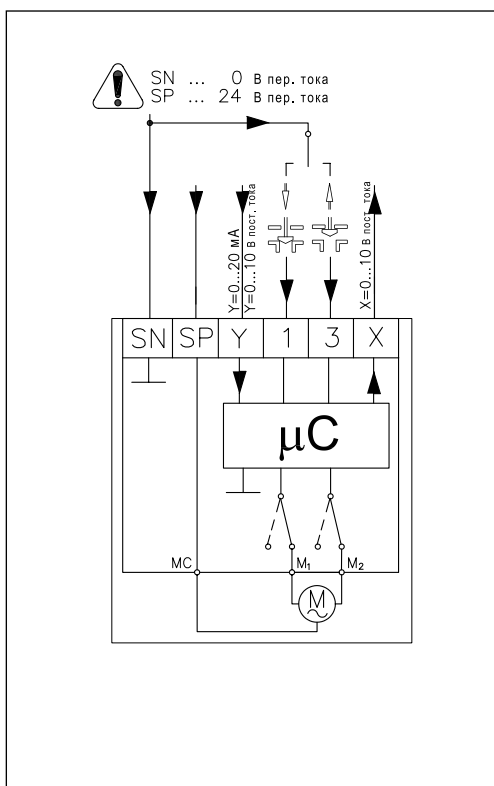 SN ... 0 В пер. тока
SP ... 24 В пер. тока
Y=0...20 мА
Y=0...10 В пост. тока
X=0...10 В пост. тока
SN SP Y 1 3 X
µC
MC M₁ M₂
M